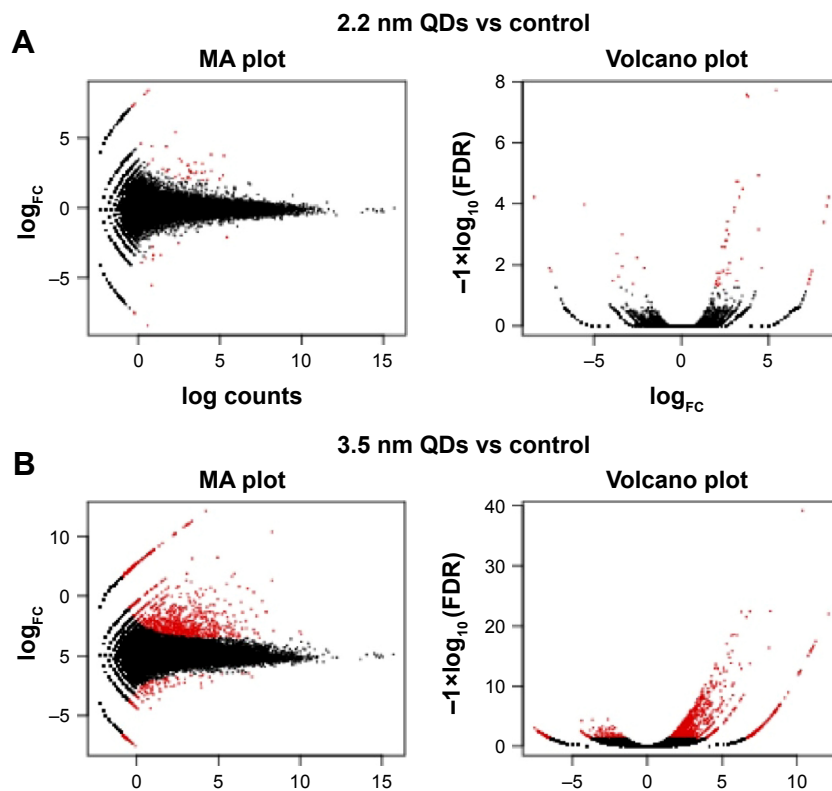 A
2.2 nm QDs vs control
MA plot
Volcano plot
logFC
5
0
–5
0 5 10 15
log counts
–1×log10(FDR)
8
6
4
2
0
–5 0 5
logFC
B
3.5 nm QDs vs control
MA plot
Volcano plot
logFC
10
0
5
–5
0 5 10 15
–1×log10(FDR)
40
30
20
10
0
–5 0 5 10